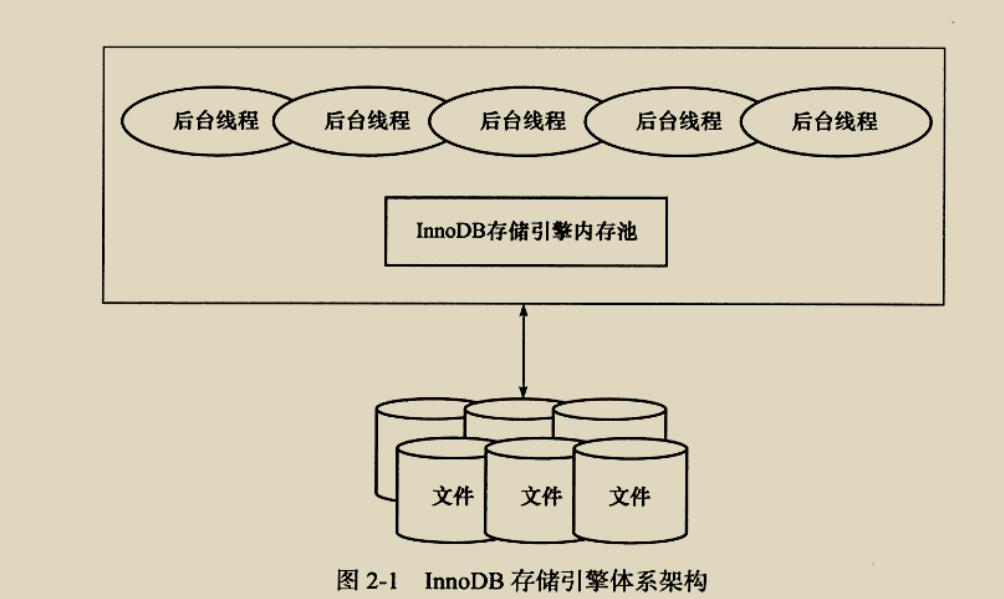 后台线程 后台线程 后台线程 后台线程 后台线程
InnoDB存储引擎内存池
文件 文件 文件
图 2-1 InnoDB 存储引擎体系架构